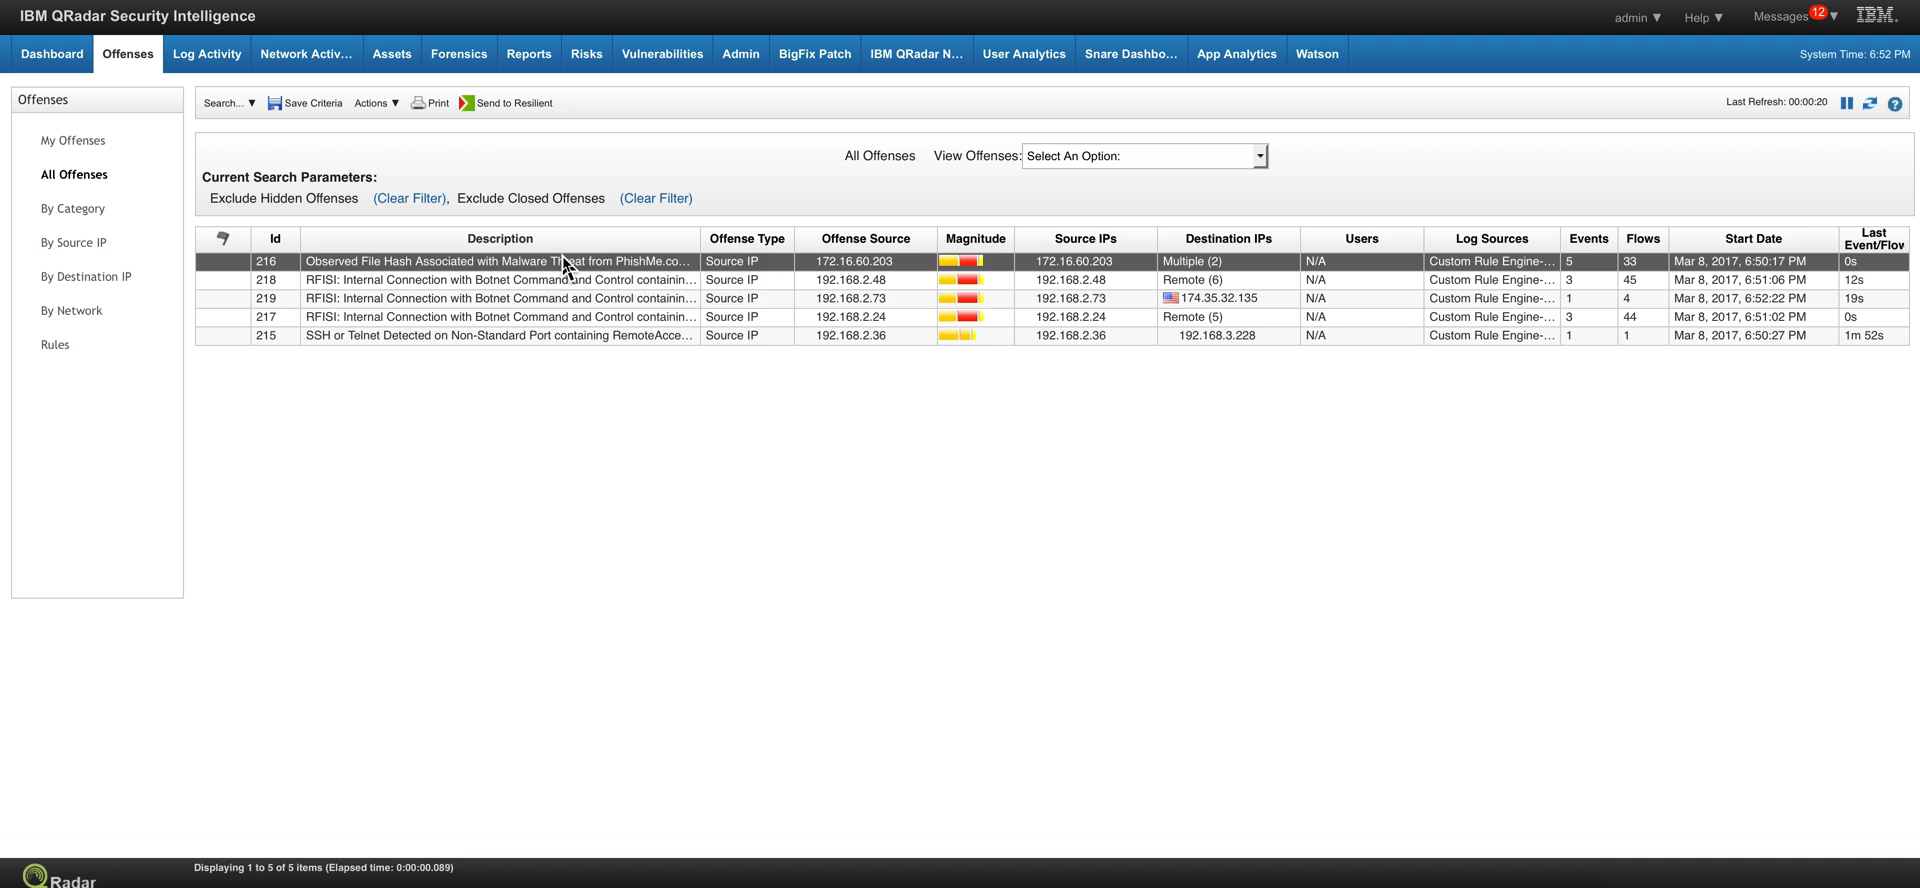 IBM QRadar Security Intelligence
admin ▼ Help ▼ Messages 12 ▼ IBM.
Dashboard Offenses Log Activity Network Activ... Assets Forensics Reports Risks Vulnerabilities Admin BigFix Patch IBM QRadar N... User Analytics Snare Dashbo... App Analytics Watson System Time: 6:52 PM
Offenses
My Offenses
All Offenses
By Category
By Source IP
By Destination IP
By Network
Rules
Search... ▼ Save Criteria Actions ▼ Print Send to Resilient Last Refresh: 00:00:20 ?
All Offenses View Offenses: Select An Option:
Current Search Parameters:
Exclude Hidden Offenses (Clear Filter), Exclude Closed Offenses (Clear Filter)
Id Description Offense Type Offense Source Magnitude Source IPs Destination IPs Users Log Sources Events Flows Start Date Last Event/Flow
216 Observed File Hash Associated with Malware Threat from PhishMe.co... Source IP 172.16.60.203 172.16.60.203 Multiple (2) N/A Custom Rule Engine-... 5 33 Mar 8, 2017, 6:50:17 PM 0s
218 RFISI: Internal Connection with Botnet Command and Control containin... Source IP 192.168.2.48 192.168.2.48 Remote (6) N/A Custom Rule Engine-... 3 45 Mar 8, 2017, 6:51:06 PM 12s
219 RFISI: Internal Connection with Botnet Command and Control containin... Source IP 192.168.2.73 192.168.2.73 174.35.32.135 N/A Custom Rule Engine-... 1 4 Mar 8, 2017, 6:52:22 PM 19s
217 RFISI: Internal Connection with Botnet Command and Control containin... Source IP 192.168.2.24 192.168.2.24 Remote (5) N/A Custom Rule Engine-... 3 44 Mar 8, 2017, 6:51:02 PM 0s
215 SSH or Telnet Detected on Non-Standard Port containing RemoteAcce... Source IP 192.168.2.36 192.168.2.36 192.168.3.228 N/A Custom Rule Engine-... 1 1 Mar 8, 2017, 6:50:27 PM 1m 52s
Displaying 1 to 5 of 5 items (Elapsed time: 0:00:00.089)
QRadar